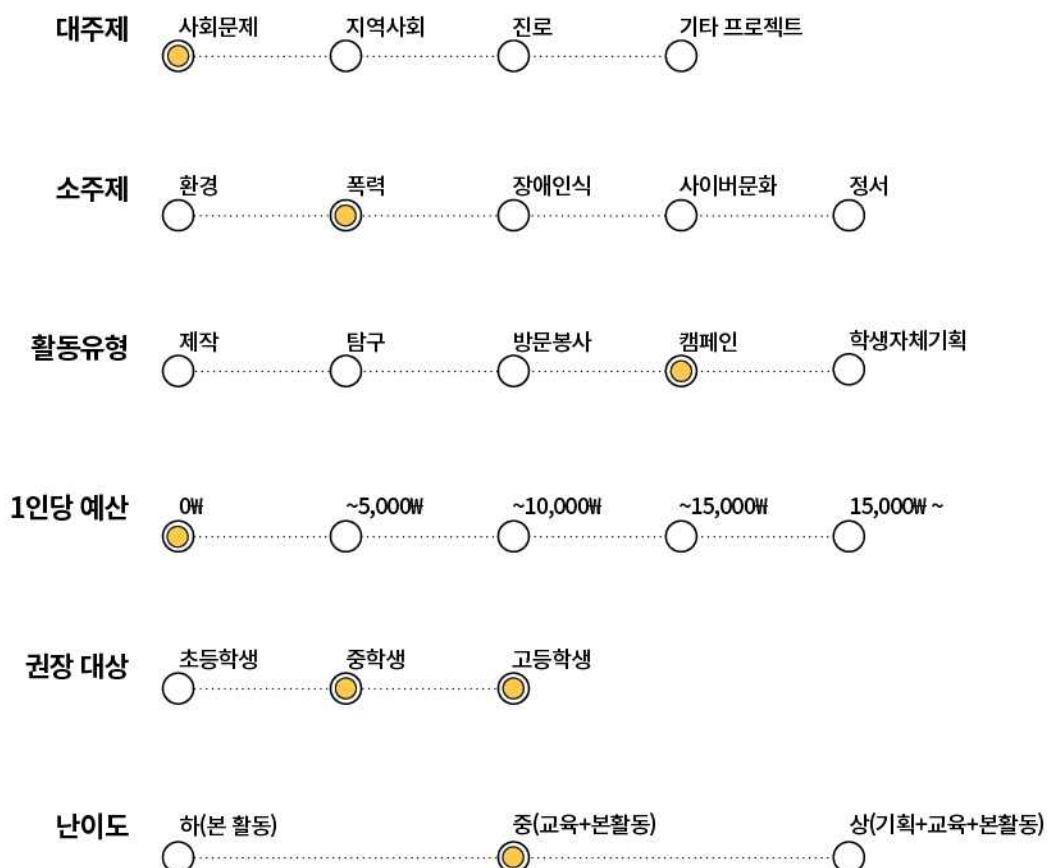 대주제 사회문제 지역사회 진로 기타 프로젝트
소주제 환경 폭력 장애인식 사이버문화 정서
활동유형 제작 탐구 방문봉사 캠페인 학생자체기획
1인당 예산 0₩ ~5,000₩ ~10,000₩ ~15,000₩ 15,000₩ ~
권장 대상 초등학생 중학생 고등학생
난이도 하(본 활동) 중(교육+본활동) 상(기획+교육+본활동)